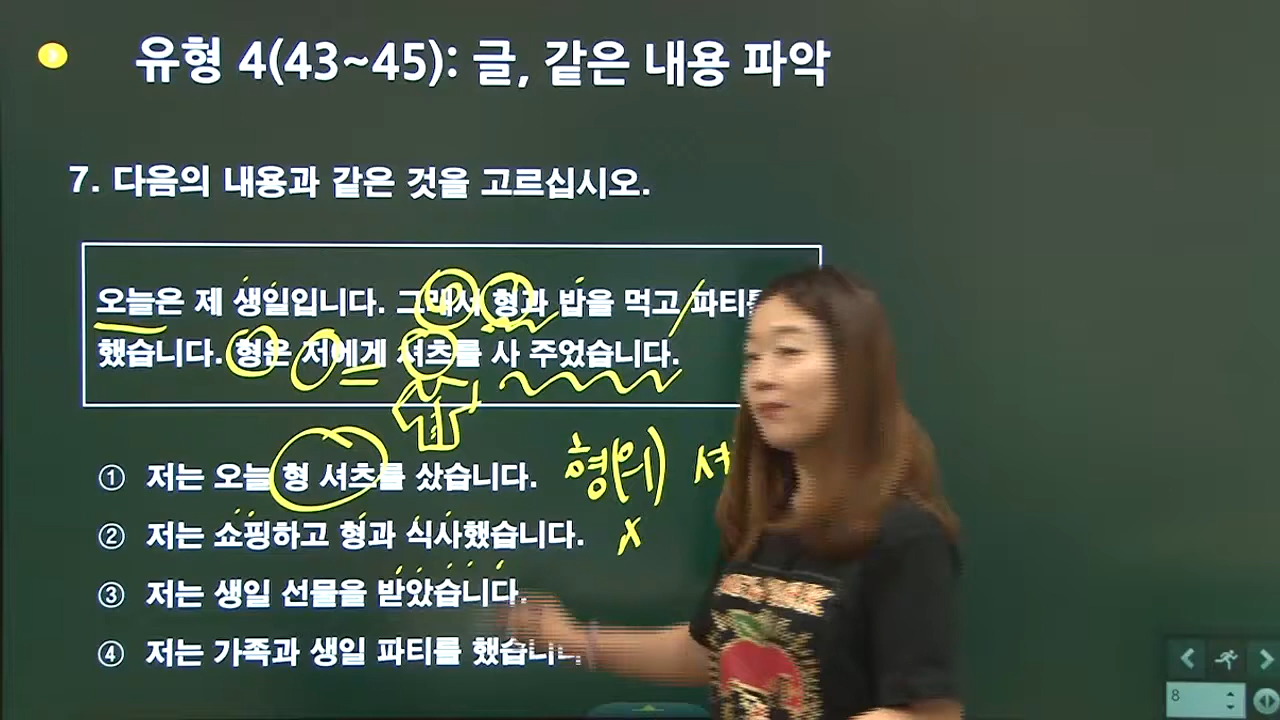 유형 4(43~45): 글, 같은 내용 파악
7. 다음의 내용과 같은 것을 고르십시오.
오늘은 제 생일입니다. 그래서 형과 밥을 먹고 파티를
했습니다. 형은 저에게 셔츠를 사 주었습니다.
① 저는 오늘 형 셔츠를 샀습니다. 형(의) 셔
② 저는 쇼핑하고 형과 식사했습니다. X
③ 저는 생일 선물을 받았습니다.
④ 저는 가족과 생일 파티를 했습니다.
8